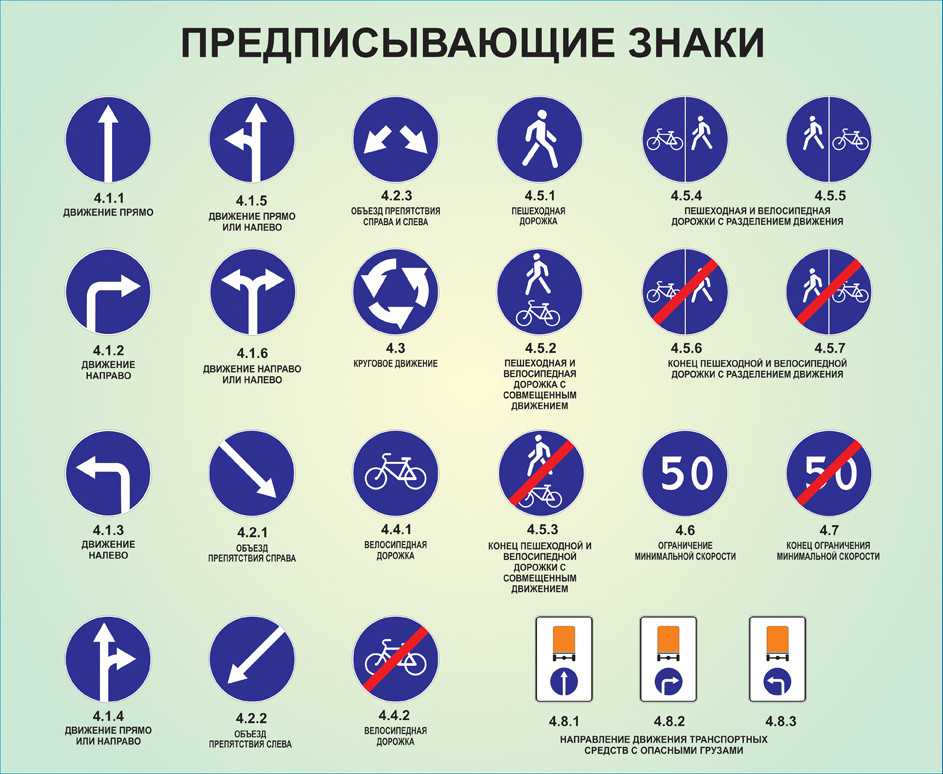 ПРЕДПИСЫВАЮЩИЕ ЗНАКИ
4.1.1
ДВИЖЕНИЕ ПРЯМО
4.1.5
ДВИЖЕНИЕ ПРЯМО
ИЛИ НАЛЕВО
4.2.3
ОБЪЕЗД ПРЕПЯТСТВИЯ
СПРАВА И СЛЕВА
4.5.1
ПЕШЕХОДНАЯ
ДОРОЖКА
4.5.4
4.5.5
ПЕШЕХОДНАЯ И ВЕЛОСИПЕДНАЯ
ДОРОЖКИ С РАЗДЕЛЕНИЕМ ДВИЖЕНИЯ
4.1.2
ДВИЖЕНИЕ
НАПРАВО
4.1.6
ДВИЖЕНИЕ НАПРАВО
ИЛИ НАЛЕВО
4.3
КРУГОВОЕ ДВИЖЕНИЕ
4.5.2
ПЕШЕХОДНАЯ И
ВЕЛОСИПЕДНАЯ
ДОРОЖКА С
СОВМЕЩЕННЫМ
ДВИЖЕНИЕМ
4.5.6
4.5.7
КОНЕЦ ПЕШЕХОДНОЙ И ВЕЛОСИПЕДНОЙ
ДОРОЖКИ С РАЗДЕЛЕНИЕМ ДВИЖЕНИЯ
4.1.3
ДВИЖЕНИЕ
НАЛЕВО
4.2.1
ОБЪЕЗД
ПРЕПЯТСТВИЯ СПРАВА
4.4.1
ВЕЛОСИПЕДНАЯ
ДОРОЖКА
4.5.3
КОНЕЦ ПЕШЕХОДНОЙ И
ВЕЛОСИПЕДНОЙ
ДОРОЖКИ С
СОВМЕЩЕННЫМ
ДВИЖЕНИЕМ
50
4.6
ОГРАНИЧЕНИЕ
МИНИМАЛЬНОЙ СКОРОСТИ
50
4.7
КОНЕЦ ОГРАНИЧЕНИЯ
МИНИМАЛЬНОЙ СКОРОСТИ
4.1.4
ДВИЖЕНИЕ ПРЯМО
ИЛИ НАПРАВО
4.2.2
ОБЪЕЗД
ПРЕПЯТСТВИЯ СЛЕВА
4.4.2
ВЕЛОСИПЕДНАЯ
ДОРОЖКА
4.8.1
4.8.2
4.8.3
НАПРАВЛЕНИЕ ДВИЖЕНИЯ ТРАНСПОРТНЫХ
СРЕДСТВ С ОПАСНЫМИ ГРУЗАМИ